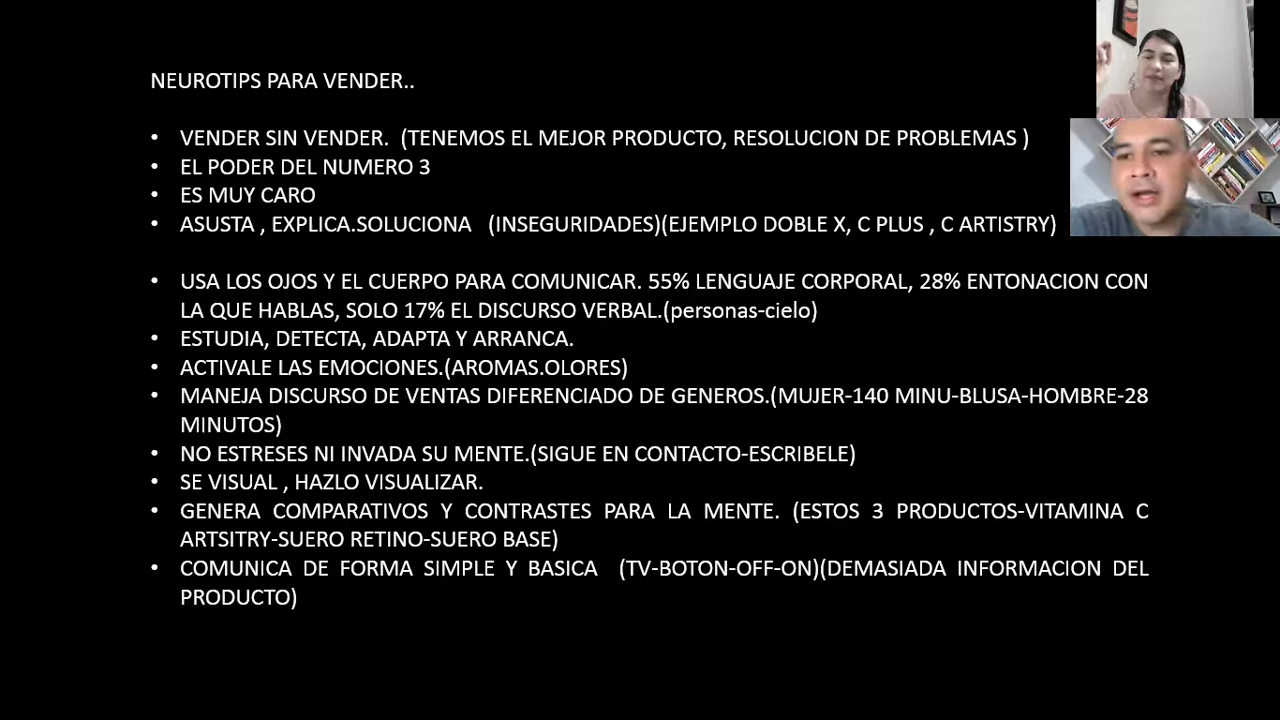 NEUROTIPS PARA VENDER..
• VENDER SIN VENDER. (TENEMOS EL MEJOR PRODUCTO, RESOLUCION DE PROBLEMAS )
• EL PODER DEL NUMERO 3
• ES MUY CARO
• ASUSTA , EXPLICA.SOLUCIONA (INSEGURIDADES)(EJEMPLO DOBLE X, C PLUS , C ARTISTRY)
• USA LOS OJOS Y EL CUERPO PARA COMUNICAR. 55% LENGUAJE CORPORAL, 28% ENTONACION CON
LA QUE HABLAS, SOLO 17% EL DISCURSO VERBAL.(personas-cielo)
• ESTUDIA, DETECTA, ADAPTA Y ARRANCA.
• ACTIVALE LAS EMOCIONES.(AROMAS.OLORES)
• MANEJA DISCURSO DE VENTAS DIFERENCIADO DE GENEROS.(MUJER-140 MINU-BLUSA-HOMBRE-28
MINUTOS)
• NO ESTRESES NI INVADA SU MENTE.(SIGUE EN CONTACTO-ESCRIBELE)
• SE VISUAL , HAZLO VISUALIZAR.
• GENERA COMPARATIVOS Y CONTRASTES PARA LA MENTE. (ESTOS 3 PRODUCTOS-VITAMINA C
ARTSITRY-SUERO RETINO-SUERO BASE)
• COMUNICA DE FORMA SIMPLE Y BASICA (TV-BOTON-OFF-ON)(DEMASIADA INFORMACION DEL
PRODUCTO)